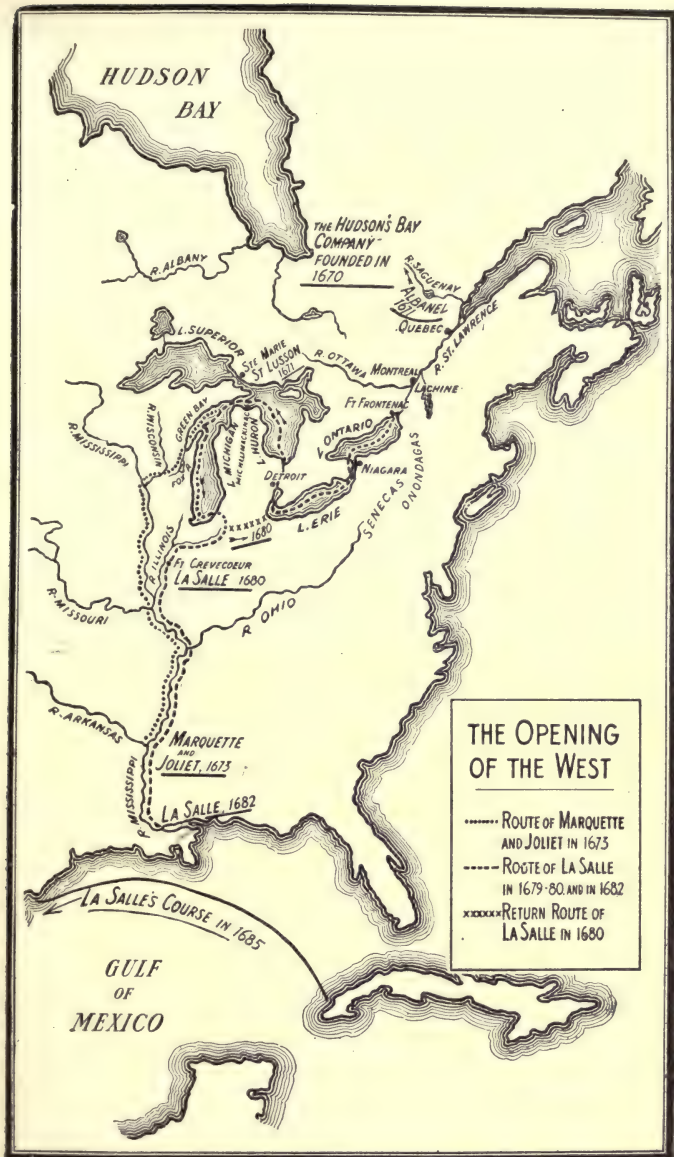 HUDSON
BAY
THE HUDSON'S BAY
COMPANY-
FOUNDED IN
1670
R. ALBANY
R. SAGUENAY
ALBANEL
1671
QUEBEC
R. ST. LAWRENCE
L. SUPERIOR
STE MARIE
ST LUSSON
1671
R. OTTAWA
MONTREAL
LACHINE
FT FRONTENAC
R. MISSISSIPPI
R. WISCONSIN
GREEN BAY
FOX R.
L. MICHIGAN
MICHILIMACKINAC
L. HURON
L. ONTARIO
NIAGARA
DETROIT
L. ERIE
SENECAS
ONONDAGAS
1680
R. ILLINOIS
FT CREVECOEUR
LA SALLE 1680
R. MISSOURI
R. OHIO
R. ARKANSAS
MARQUETTE
AND
JOLIET, 1673
R. MISSISSIPPI
LA SALLE, 1682
LA SALLE'S COURSE IN 1685
GULF
OF
MEXICO
THE OPENING
OF THE WEST
ROUTE OF MARQUETTE
AND JOLIET IN 1673
ROUTE OF LA SALLE
IN 1679-80. AND IN 1682
RETURN ROUTE OF
LA SALLE IN 1680